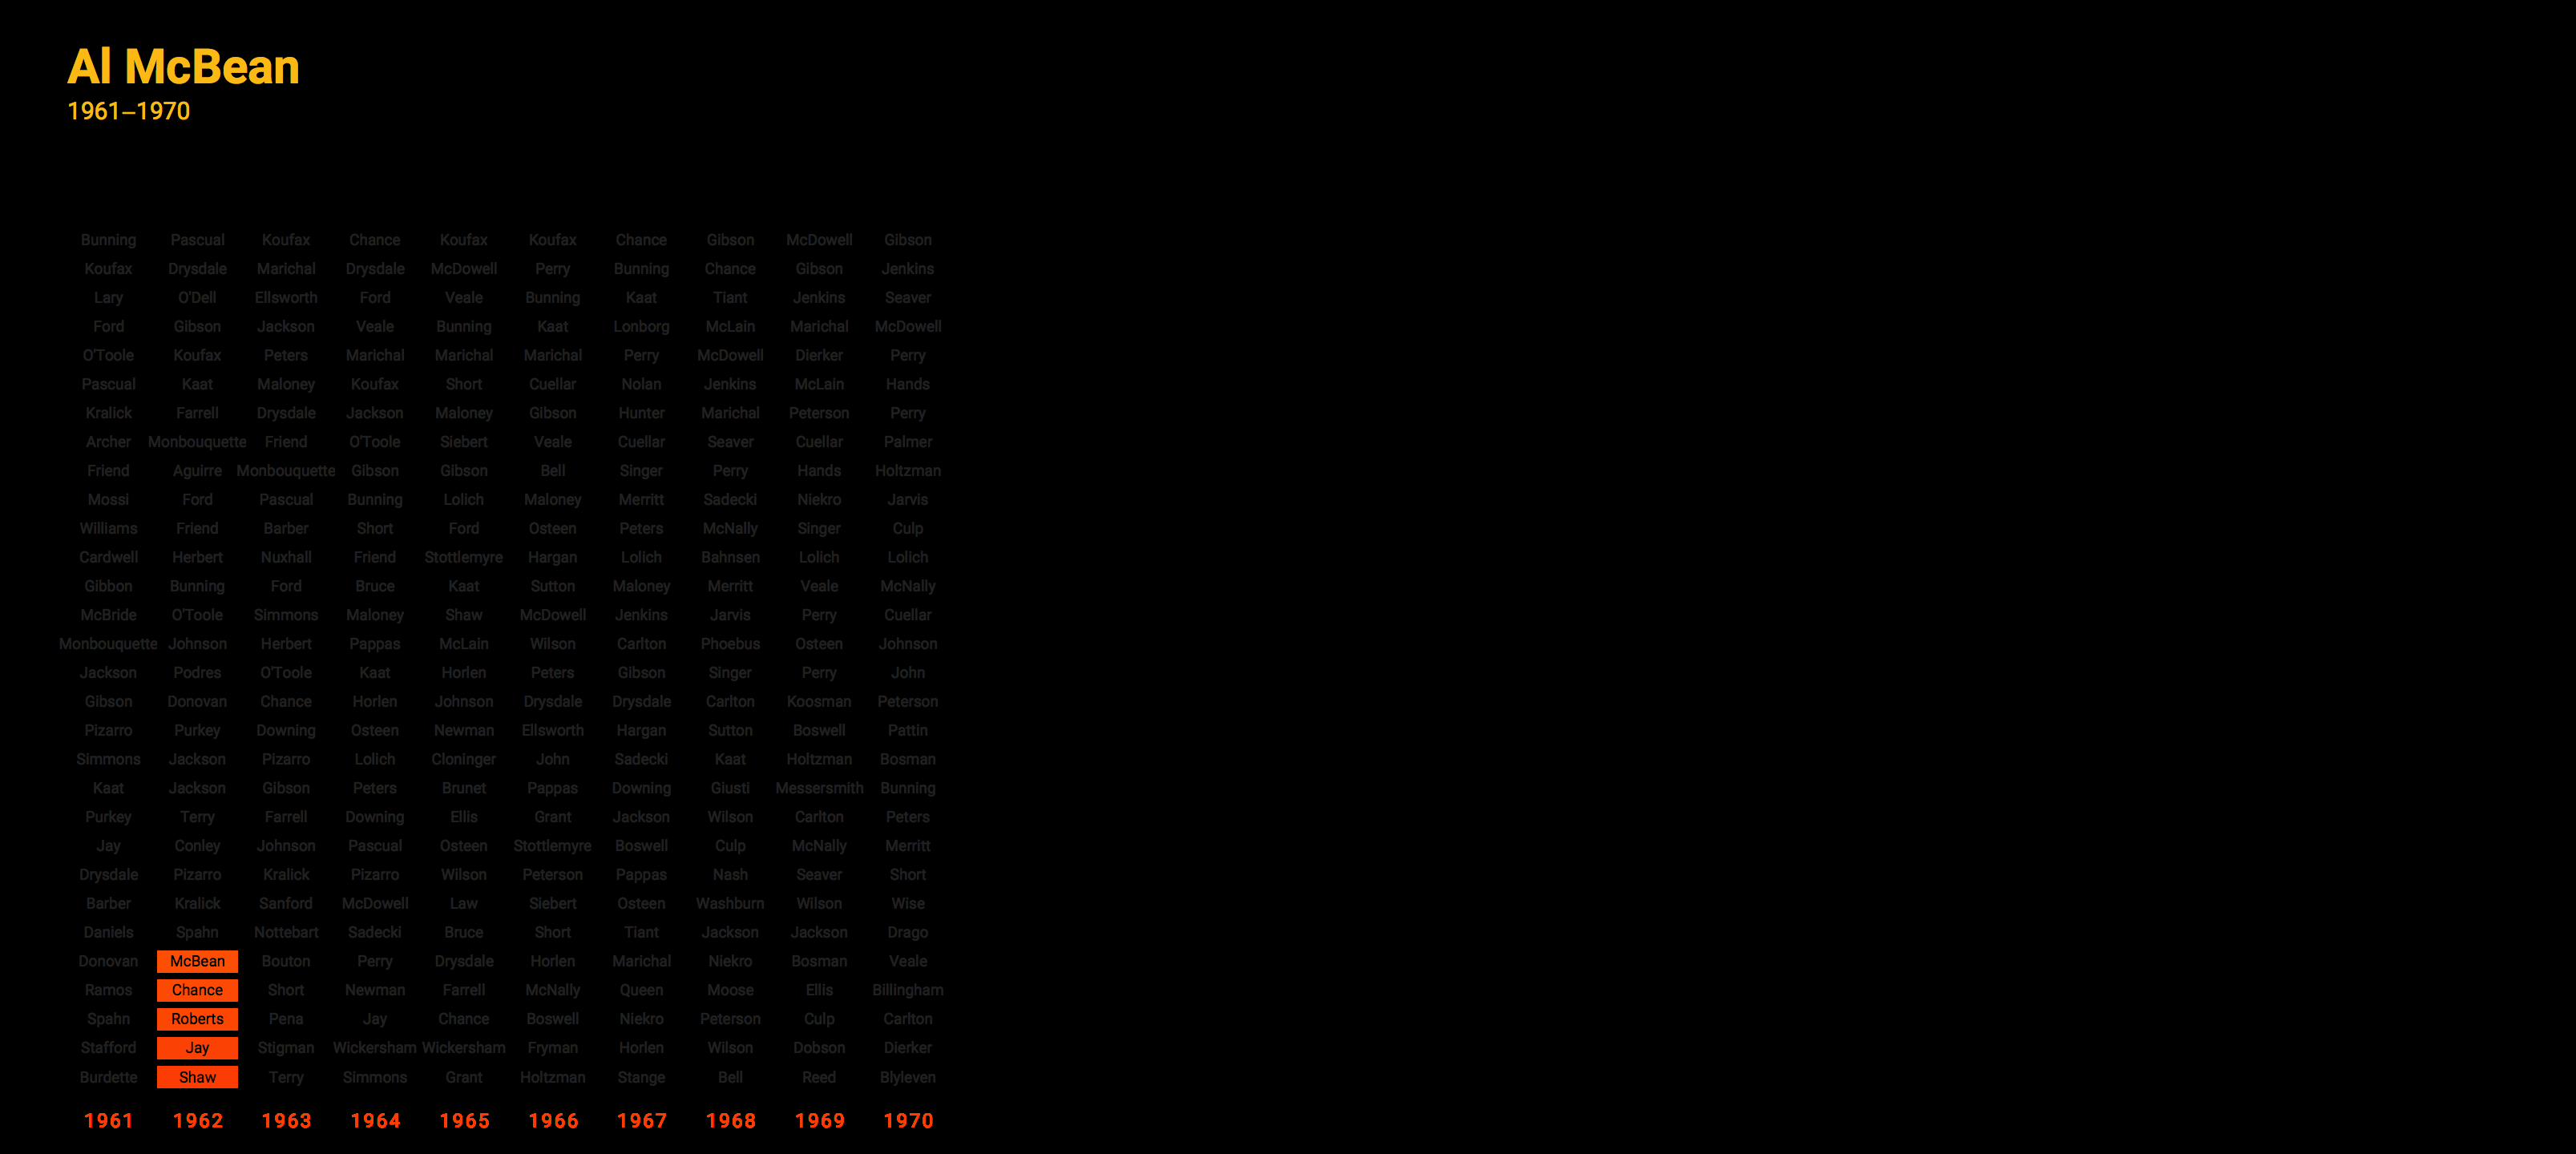 Al McBean
1961–1970
Bunning Pascual Koufax Chance Koufax Koufax Chance Gibson McDowell Gibson
Koufax Drysdale Marichal Drysdale McDowell Perry Bunning Chance Gibson Jenkins
Lary O'Dell Ellsworth Ford Veale Bunning Kaat Tiant Jenkins Seaver
Ford Gibson Jackson Veale Bunning Kaat Lonborg McLain Marichal McDowell
O'Toole Koufax Peters Marichal Marichal Marichal Perry McDowell Dierker Perry
Pascual Kaat Maloney Koufax Short Cuellar Nolan Jenkins McLain Hands
Kralick Farrell Drysdale Jackson Maloney Gibson Hunter Marichal Peterson Perry
Archer Monbouquette Friend O'Toole Siebert Veale Cuellar Seaver Cuellar Palmer
Friend Aguirre Monbouquette Gibson Gibson Bell Singer Perry Hands Holtzman
Mossi Ford Pascual Bunning Lolich Maloney Merritt Sadecki Niekro Jarvis
Williams Friend Barber Short Ford Osteen Peters McNally Singer Culp
Cardwell Herbert Nuxhall Friend Stottlemyre Hargan Lolich Bahnsen Lolich Lolich
Gibbon Bunning Ford Bruce Kaat Sutton Maloney Merritt Veale McNally
McBride O'Toole Simmons Maloney Shaw McDowell Jenkins Jarvis Perry Cuellar
Monbouquette Johnson Herbert Pappas McLain Wilson Carlton Phoebus Osteen Johnson
Jackson Podres O'Toole Kaat Horlen Peters Gibson Singer Perry John
Gibson Donovan Chance Horlen Johnson Drysdale Drysdale Carlton Koosman Peterson
Pizarro Purkey Downing Osteen Newman Ellsworth Hargan Sutton Boswell Pattin
Simmons Jackson Pizarro Lolich Cloninger John Sadecki Kaat Holtzman Bosman
Kaat Jackson Gibson Peters Brunet Pappas Downing Giusti Messersmith Bunning
Purkey Terry Farrell Downing Ellis Grant Jackson Wilson Carlton Peters
Jay Conley Johnson Pascual Osteen Stottlemyre Boswell Culp McNally Merritt
Drysdale Pizarro Kralick Pizarro Wilson Peterson Pappas Nash Seaver Short
Barber Kralick Sanford McDowell Law Siebert Osteen Washburn Wilson Wise
Daniels Spahn Nottebart Sadecki Bruce Short Tiant Jackson Jackson Drago
Donovan McBean Bouton Perry Drysdale Horlen Marichal Niekro Bosman Veale
Ramos Chance Short Newman Farrell McNally Queen Moose Ellis Billingham
Spahn Roberts Pena Jay Chance Boswell Niekro Peterson Culp Carlton
Stafford Jay Stigman Wickersham Wickersham Fryman Horlen Wilson Dobson Dierker
Burdette Shaw Terry Simmons Grant Holtzman Stange Bell Reed Blyleven
1961 1962 1963 1964 1965 1966 1967 1968 1969 1970